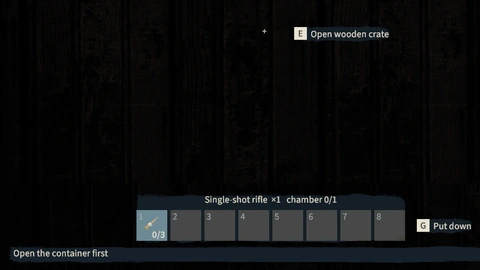 E Open wooden crate
Single-shot rifle ×1 chamber 0/1
1 2 3 4 5 6 7 8
0/3
G Put down
Open the container first